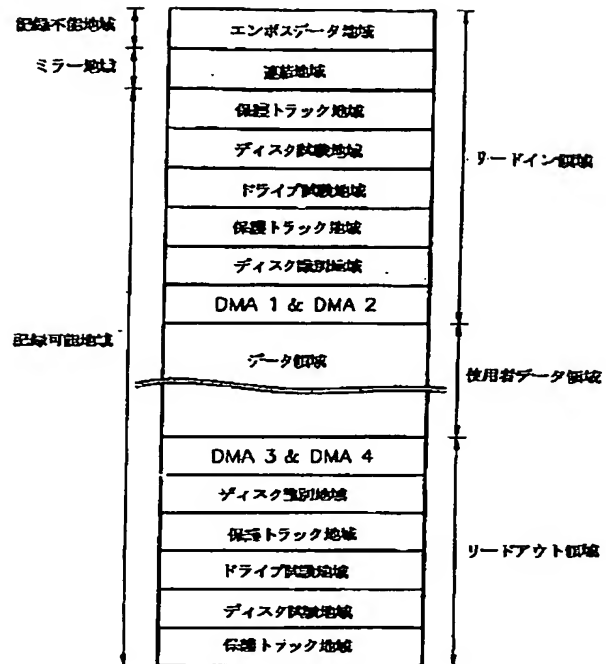 記録不能地域
エンボスデータ地域
ミラー地域
連結地域
保護トラック地域
ディスク試験地域
リードイン領域
ドライブ試験地域
保護トラック地域
ディスク識別地域
DMA 1 & DMA 2
記録可能地域
データ領域
使用者データ領域
DMA 3 & DMA 4
ディスク識別地域
保護トラック地域
リードアウト領域
ドライブ試験地域
ディスク試験地域
保護トラック地域